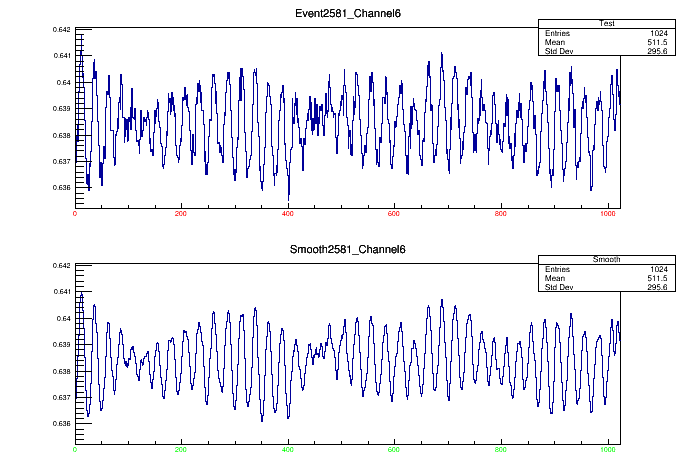 Event2581_Channel6
Test
Entries 1024
Mean 511.5
Std Dev 295.6
0.642
0.641
0.64
0.639
0.638
0.637
0.636
0 200 400 600 800 1000
Smooth2581_Channel6
Smooth
Entries 1024
Mean 511.5
Std Dev 295.6
0.642
0.641
0.64
0.639
0.638
0.637
0.636
0 200 400 600 800 1000